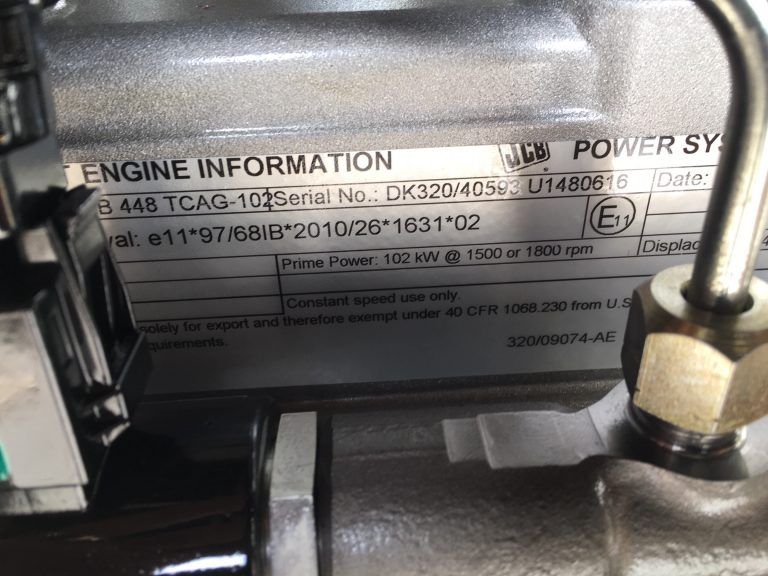 ENGINE INFORMATION JCB POWER SYS
B 448 TCAG-102 Serial No.: DK320/40593 U1480616 Date:
val: e11*97/68IB*2010/26*1631*02 E11
Prime Power: 102 kW @ 1500 or 1800 rpm Displac
Constant speed use only.
solely for export and therefore exempt under 40 CFR 1068.230 from U.S
quirements.
320/09074-AE